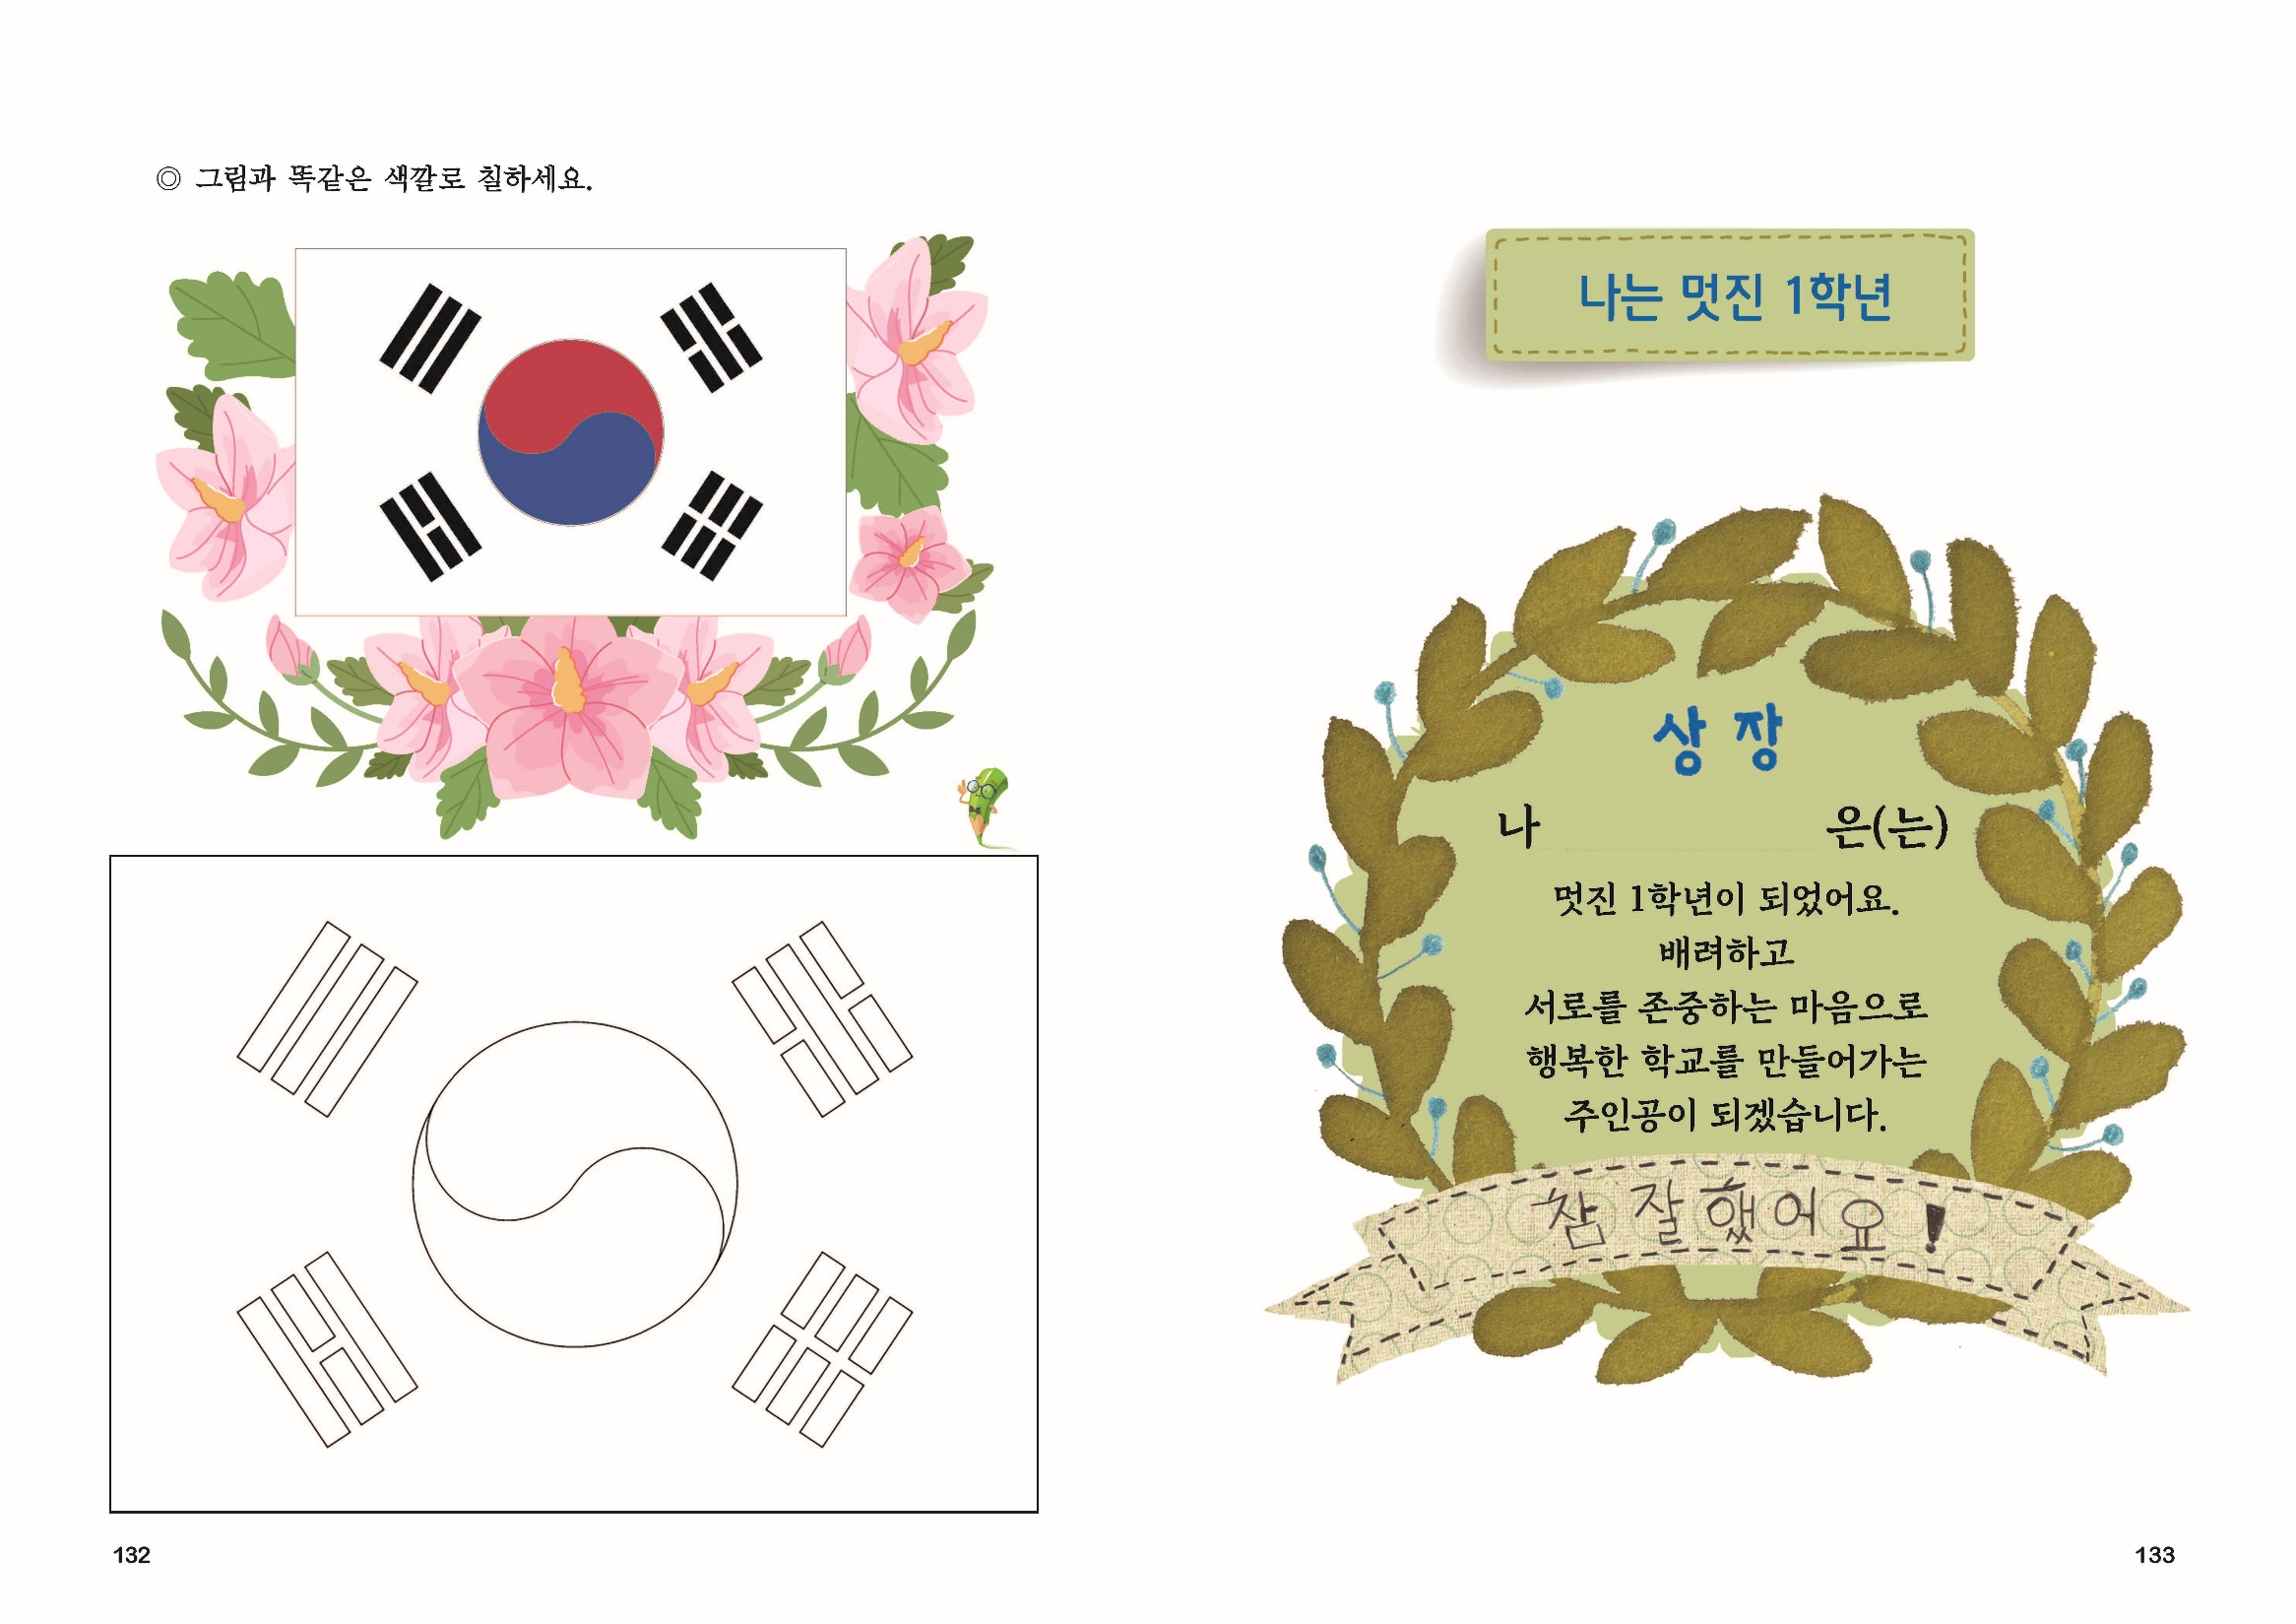 ◎ 그림과 똑같은 색깔로 칠하세요.
132
나는 멋진 1학년
상 장
나 은(는)
멋진 1학년이 되었어요.
배려하고
서로를 존중하는 마음으로
행복한 학교를 만들어가는
주인공이 되겠습니다.
참 잘했어요!
133